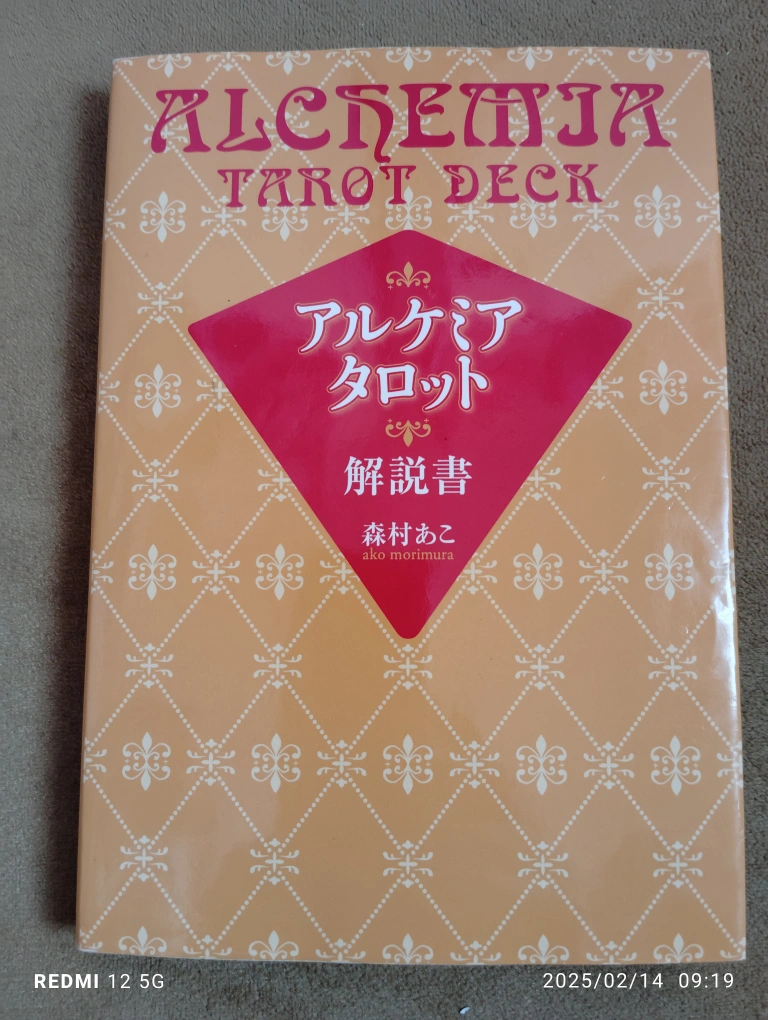 ALCHEMIA
TAROT DECK
アルケミア
タロット
解説書
森村あこ
ako morimura
REDMI 12 5G
2025/02/14 09:19